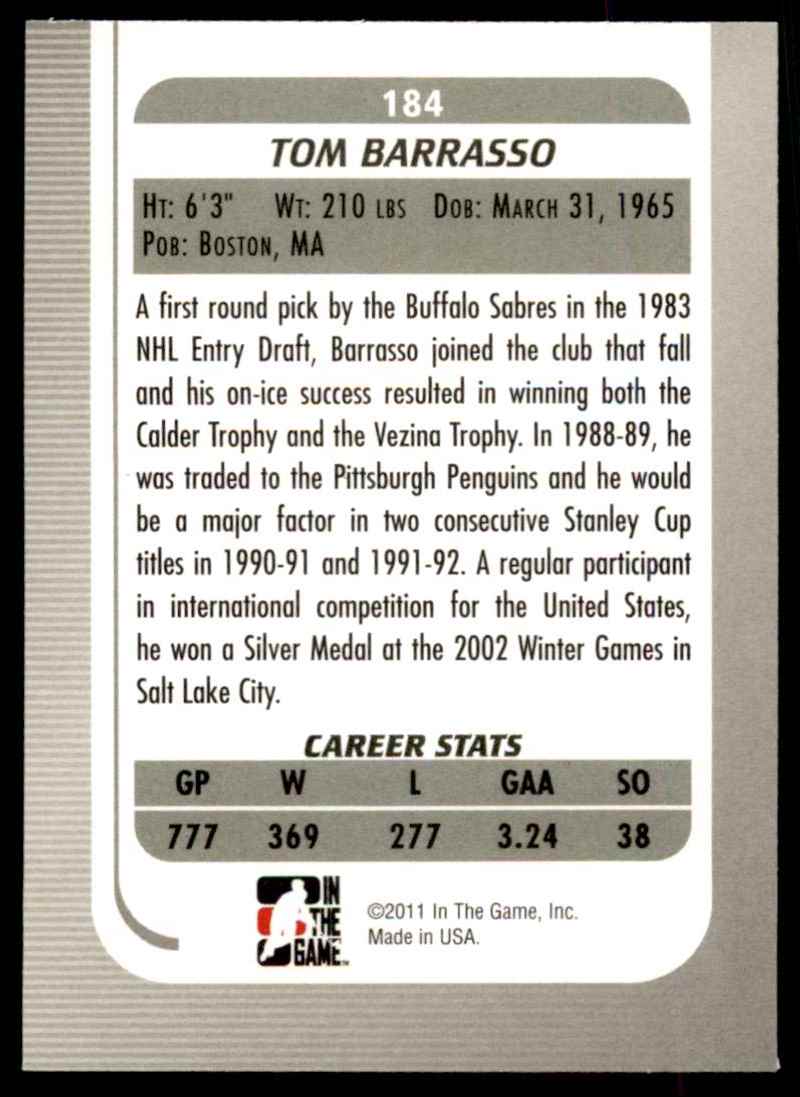 184
TOM BARRASSO
HT: 6'3" WT: 210 LBS DOB: MARCH 31, 1965
POB: BOSTON, MA
A first round pick by the Buffalo Sabres in the 1983
NHL Entry Draft, Barrasso joined the club that fall
and his on-ice success resulted in winning both the
Calder Trophy and the Vezina Trophy. In 1988-89, he
was traded to the Pittsburgh Penguins and he would
be a major factor in two consecutive Stanley Cup
titles in 1990-91 and 1991-92. A regular participant
in international competition for the United States,
he won a Silver Medal at the 2002 Winter Games in
Salt Lake City.
CAREER STATS
GP W L GAA SO
777 369 277 3.24 38
IN
THE
GAME™
©2011 In The Game, Inc.
Made in USA.